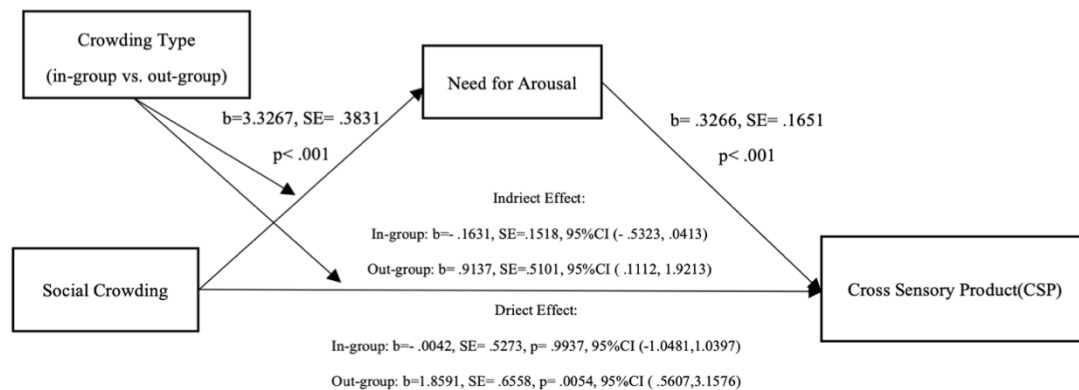 Crowding Type
(in-group vs. out-group)
Need for Arousal
b=3.3267, SE= .3831
p< .001
b= .3266, SE= .1651
p< .001
Indriect Effect:
In-group: b=- .1631, SE=.1518, 95%CI (- .5323, .0413)
Out-group: b= .9137, SE=.5101, 95%CI ( .1112, 1.9213)
Social Crowding
Cross Sensory Product(CSP)
Driect Effect:
In-group: b=- .0042, SE= .5273, p= .9937, 95%CI (-1.0481,1.0397)
Out-group: b=1.8591, SE= .6558, p= .0054, 95%CI ( .5607,3.1576)